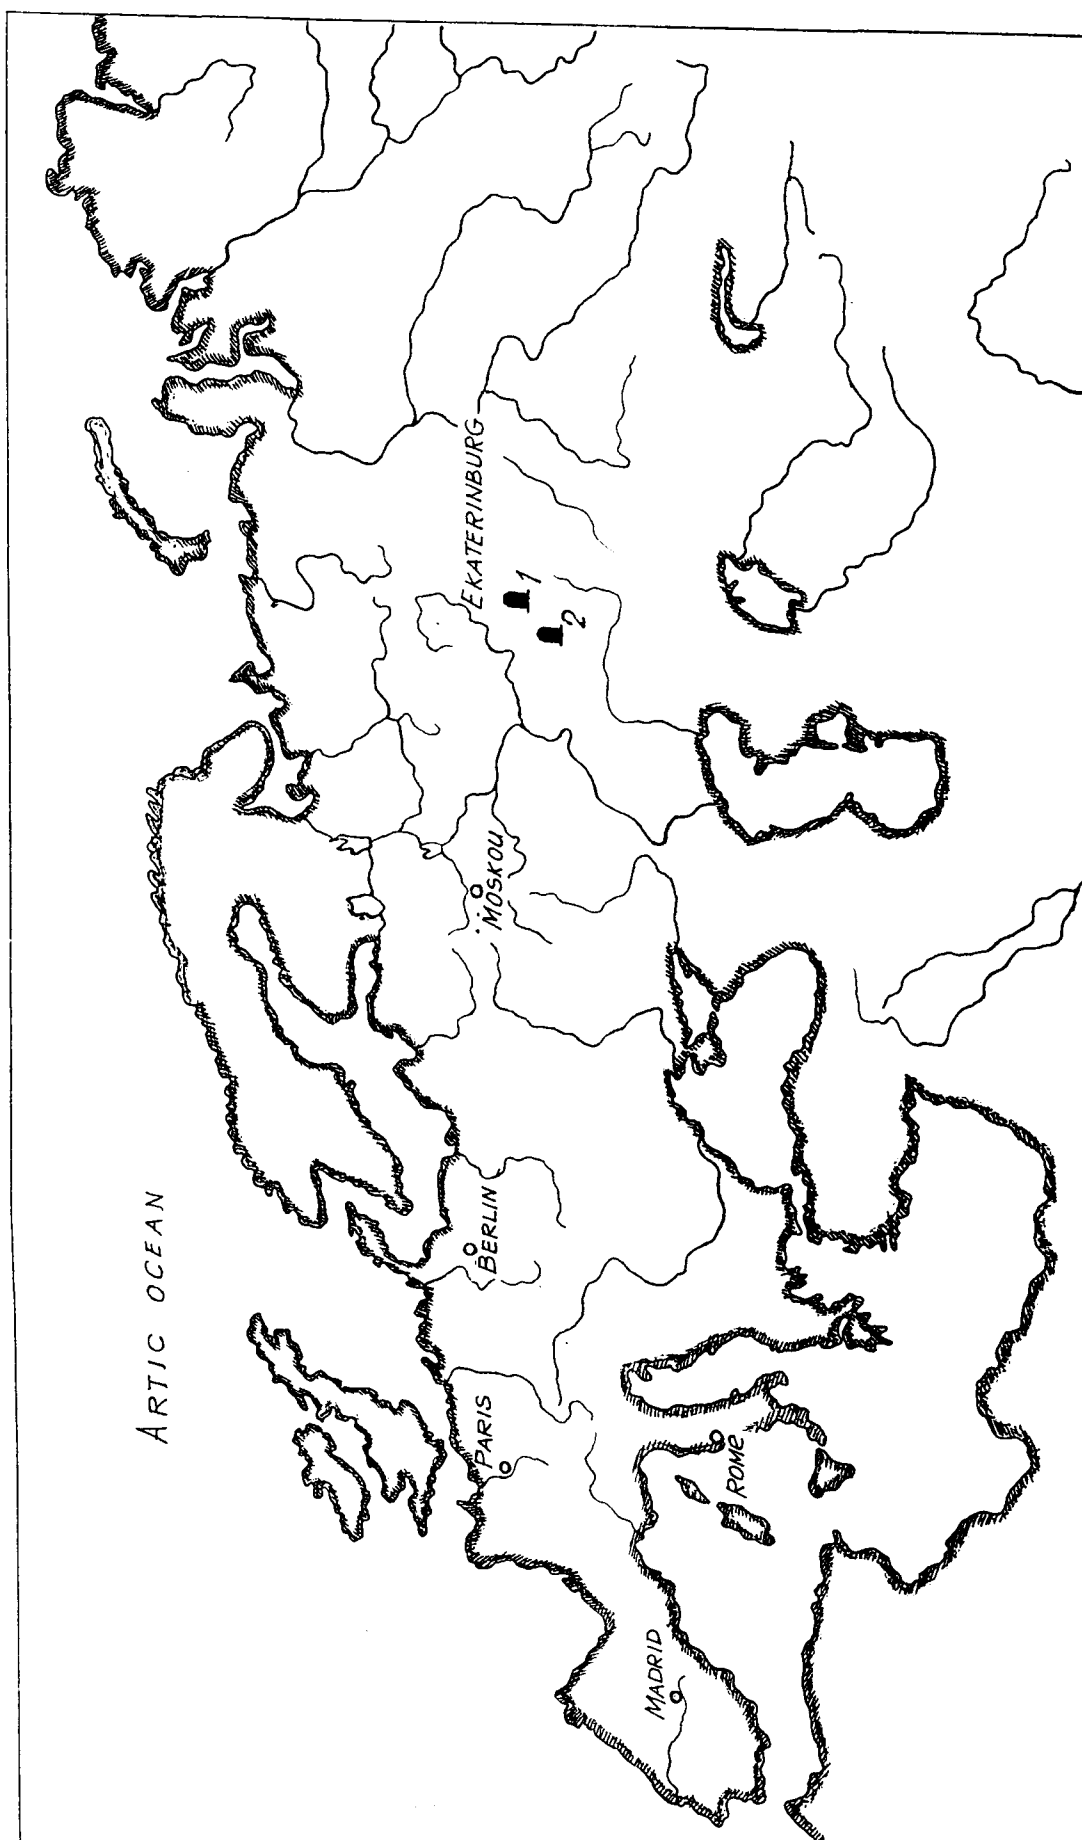 ARTIC OCEAN
EKATERINBURG
1
2
MOSKOU
BERLIN
PARIS
ROME
MADRID